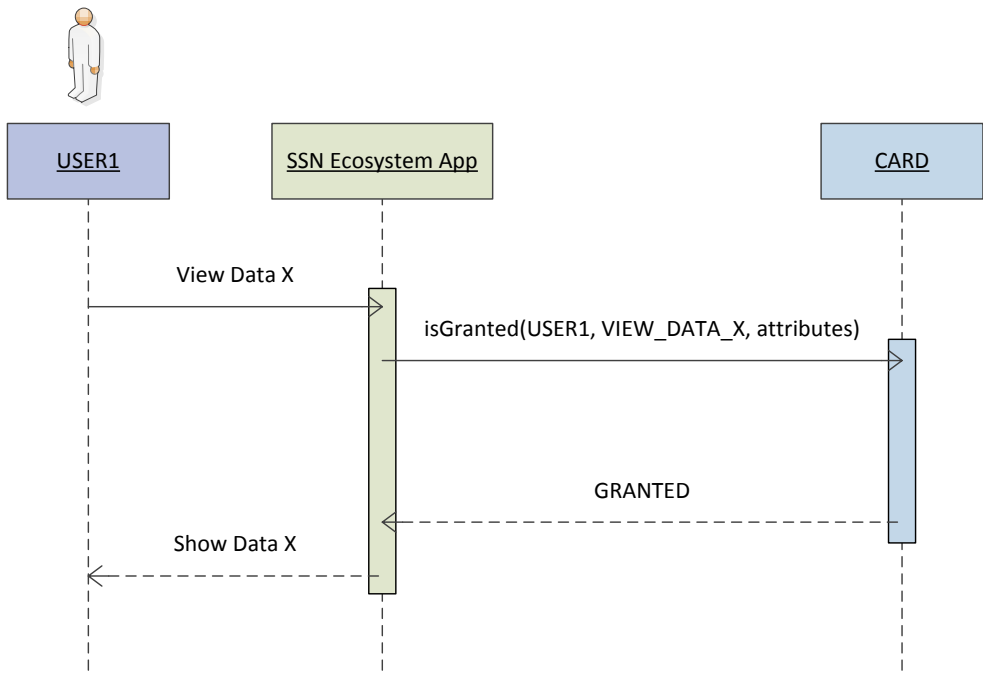 USER1
SSN Ecosystem App
CARD
View Data X
isGranted(USER1, VIEW_DATA_X, attributes)
GRANTED
Show Data X